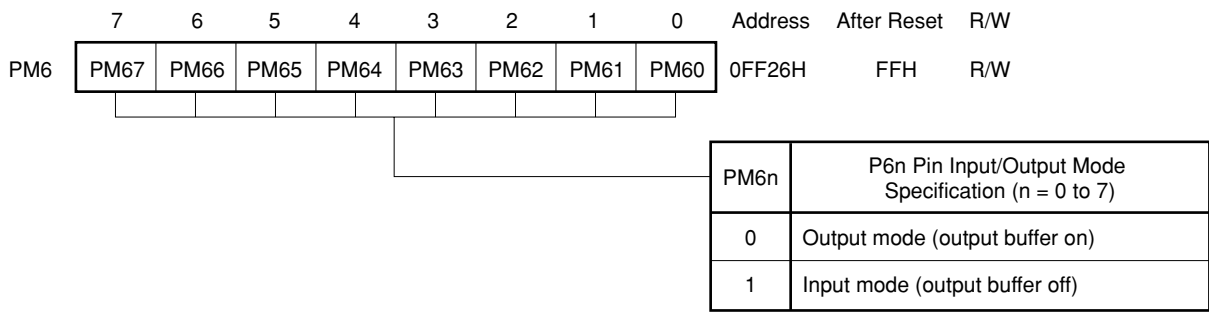 7 6 5 4 3 2 1 0 Address After Reset R/W
PM6 PM67 PM66 PM65 PM64 PM63 PM62 PM61 PM60 0FF26H FFH R/W
PM6n P6n Pin Input/Output Mode
Specification (n = 0 to 7)
0 Output mode (output buffer on)
1 Input mode (output buffer off)